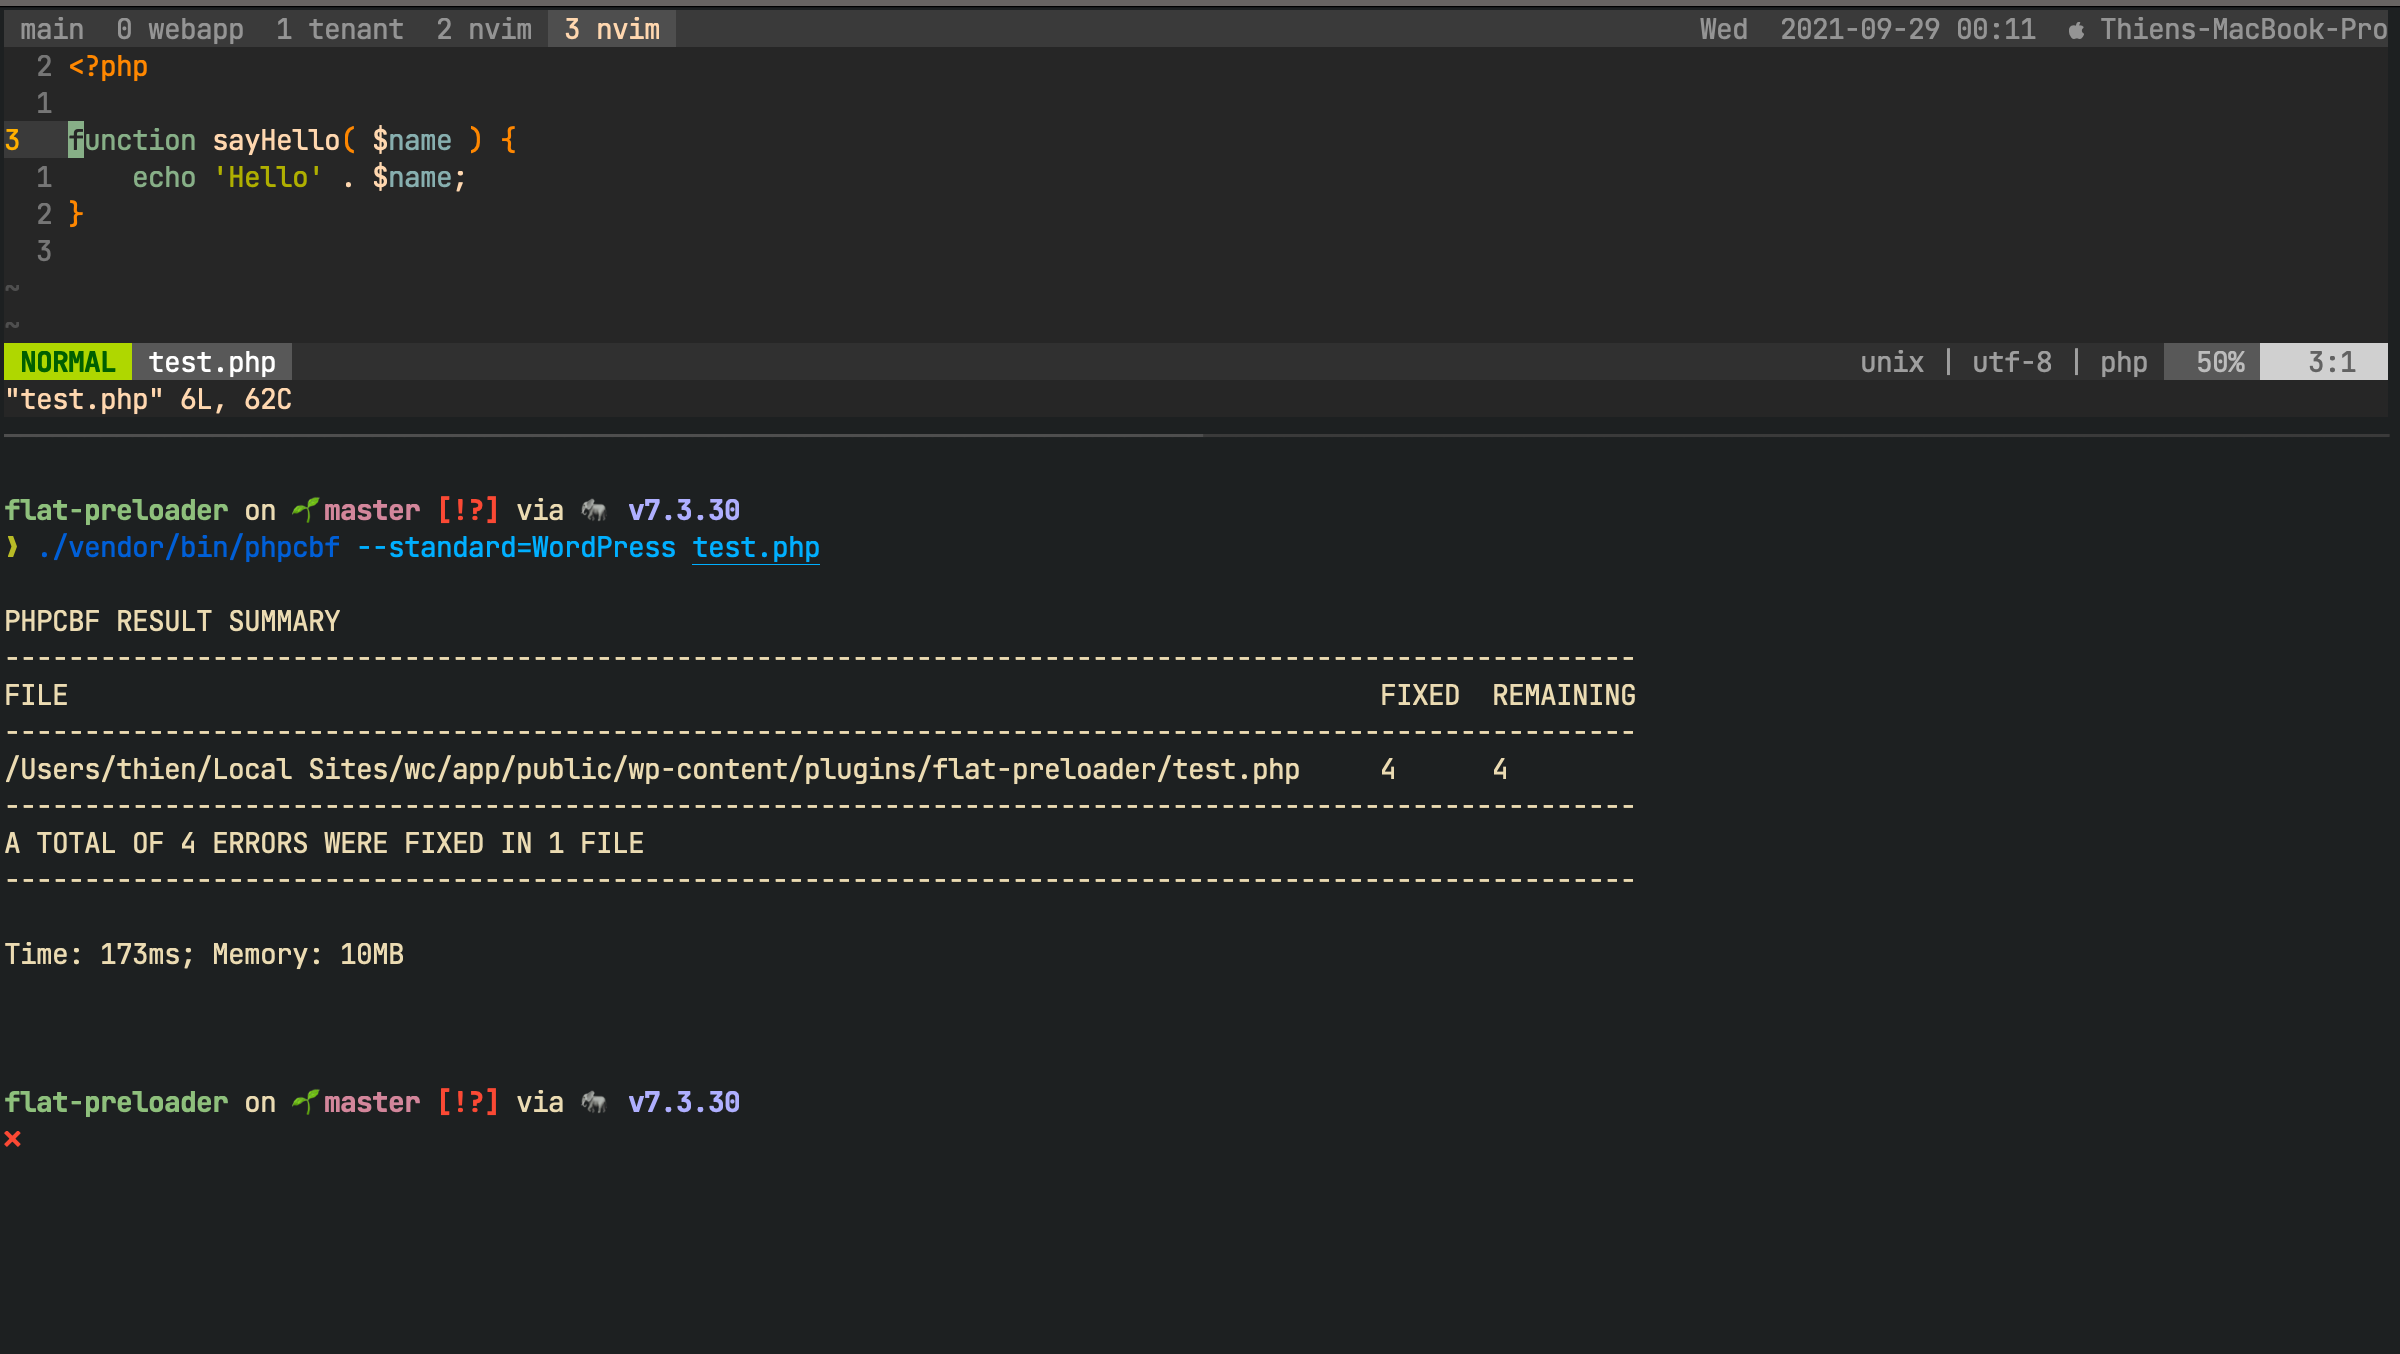 main 0 webapp 1 tenant 2 nvim 3 nvim Wed 2021-09-29 00:11 Thiens-MacBook-Pro
2 <?php
1
3 function sayHello( $name ) {
1 echo 'Hello' . $name;
2 }
3
~
~
NORMAL test.php unix | utf-8 | php 50% 3:1
"test.php" 6L, 62C
flat-preloader on master [!?] via v7.3.30
❯ ./vendor/bin/phpcbf --standard=WordPress test.php
PHPCBF RESULT SUMMARY
------------------------------------------------------------------------------------------------------
FILE FIXED REMAINING
------------------------------------------------------------------------------------------------------
/Users/thien/Local Sites/wc/app/public/wp-content/plugins/flat-preloader/test.php 4 4
------------------------------------------------------------------------------------------------------
A TOTAL OF 4 ERRORS WERE FIXED IN 1 FILE
------------------------------------------------------------------------------------------------------
Time: 173ms; Memory: 10MB
flat-preloader on master [!?] via v7.3.30
×